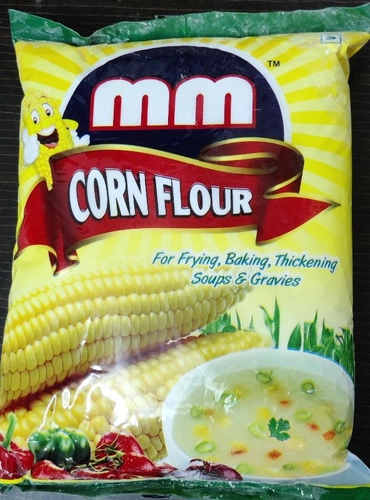 mm
TM
CORN FLOUR
For Frying, Baking, Thickening
Soups & Gravies